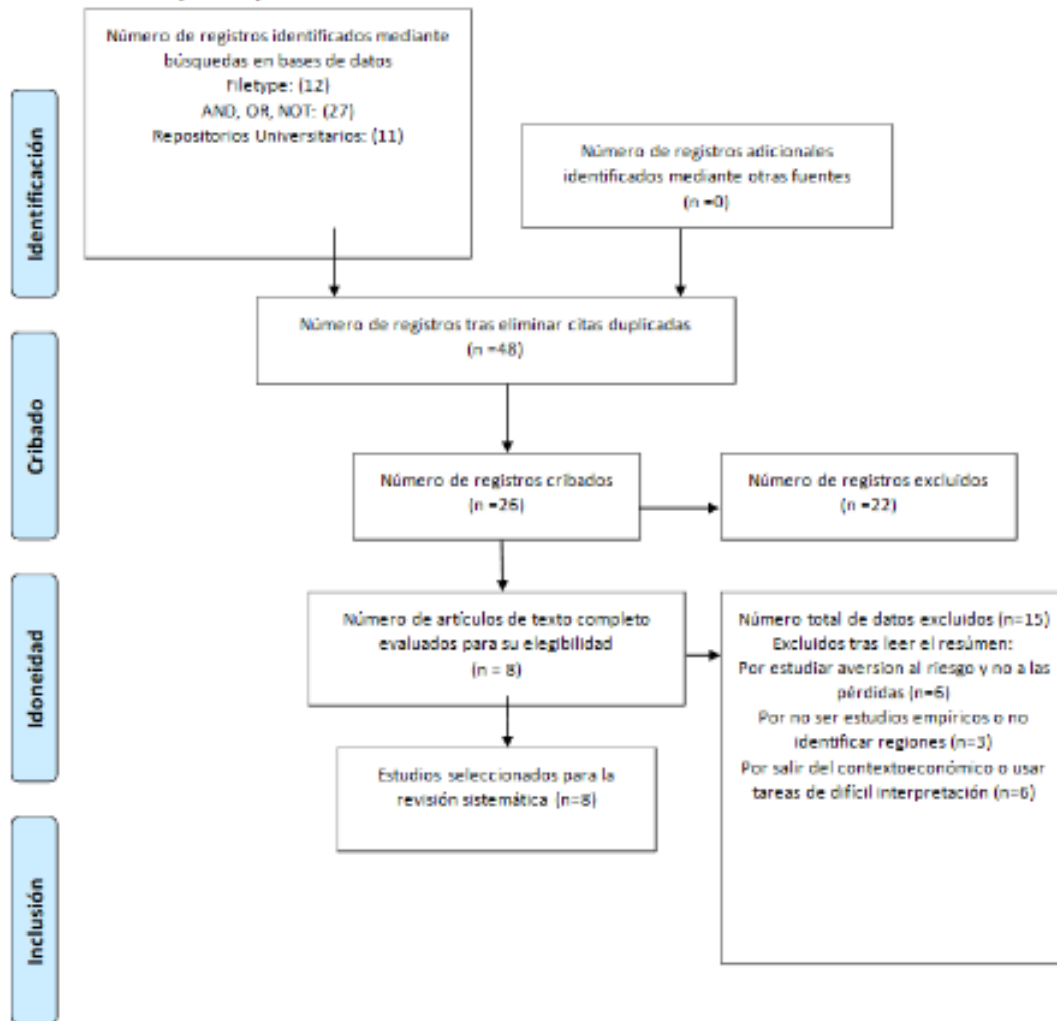 Número de registros identificados mediante
búsquedas en bases de datos
Filetype: (12)
AND, OR, NOT: (27)
Repositorios Universitarios: (11)
Identificación
Número de registros adicionales
identificados mediante otras fuentes
(n =0)
Número de registros tras eliminar citas duplicadas
(n =48)
Cribado
Número de registros cribados
(n =26)
Número de registros excluidos
(n =22)
Idoneidad
Número de artículos de texto completo
evaluados para su elegibilidad
(n = 8)
Número total de datos excluidos (n=15)
Excluidos tras leer el resúmen:
Por estudiar aversion al riesgo y no a las
pérdidas (n=6)
Por no ser estudios empíricos o no
identificar regiones (n=3)
Por salir del contextoeconómico o usar
tareas de difícil interpretación (n=6)
Estudios seleccionados para la
revisión sistemática (n=8)
Inclusión